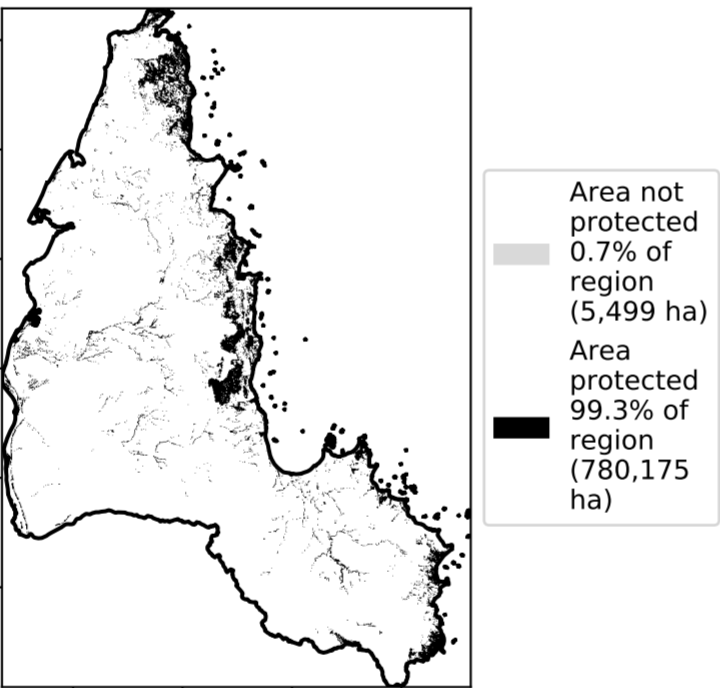 Area not
protected
0.7% of
region
(5,499 ha)
Area
protected
99.3% of
region
(780,175
ha)